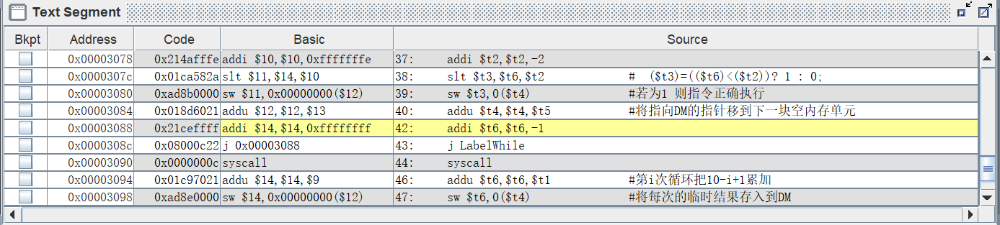 Text Segment
Bkpt Address Code Basic Source
0x00003078 0x214afffe addi $10,$10,0xfffffffe 37: addi $t2,$t2,-2
0x0000307c 0x01ca582a slt $11,$14,$10 38: slt $t3,$t6,$t2 # ($t3)=(($t6)<($t2))? 1 : 0;
0x00003080 0xad8b0000 sw $11,0x00000000($12) 39: sw $t3,0($t4) #若为1 则指令正确执行
0x00003084 0x018d6021 addu $12,$12,$13 40: addu $t4,$t4,$t5 #将指向DM的指针移到下一块空内存单元
0x00003088 0x21ceffff addi $14,$14,0xffffffff 42: addi $t6,$t6,-1
0x0000308c 0x08000c22 j 0x00003088 43: j LabelWhile
0x00003090 0x0000000c syscall 44: syscall
0x00003094 0x01c97021 addu $14,$14,$9 46: addu $t6,$t6,$t1 #第i次循环把10-i+1累加
0x00003098 0xad8e0000 sw $14,0x00000000($12) 47: sw $t6,0($t4) #将每次的临时结果存入到DM